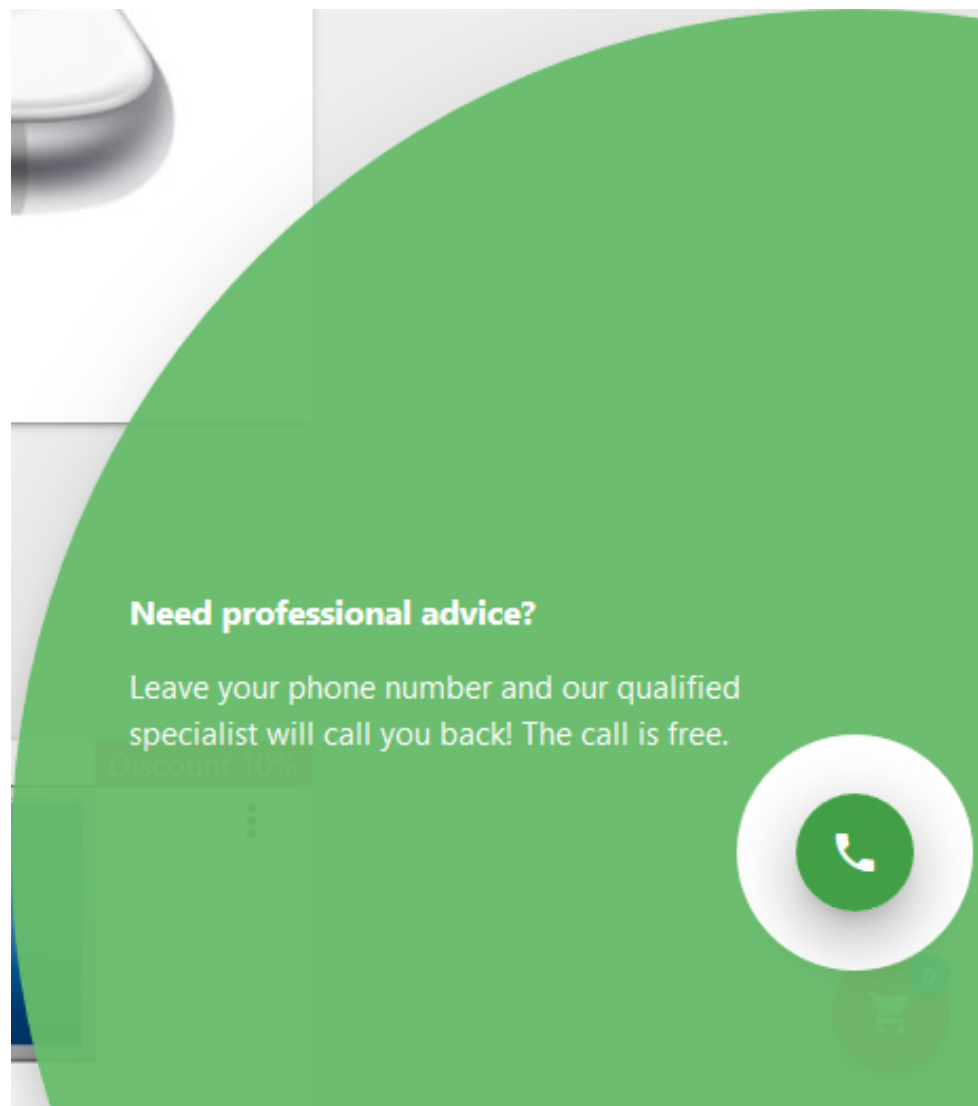 Need professional advice?
Leave your phone number and our qualified
specialist will call you back! The call is free.
Discount 10%
0